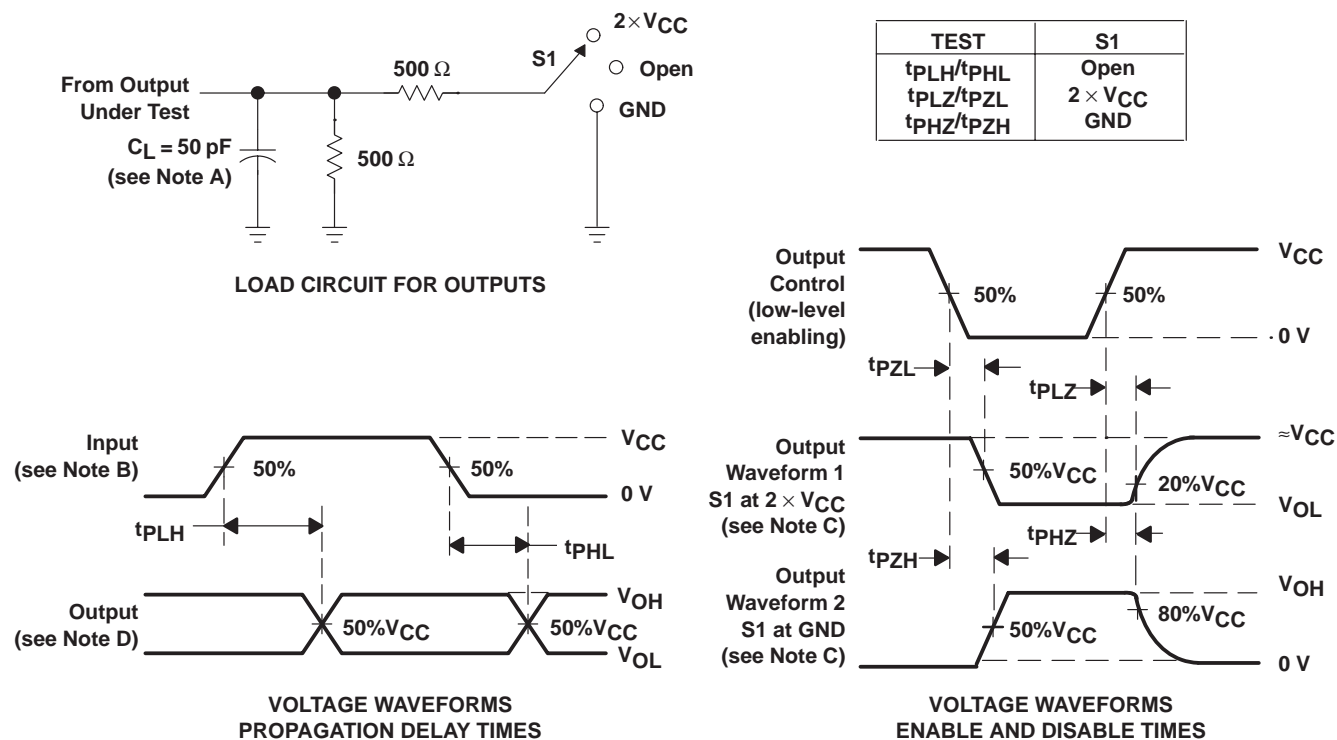 2 × VCC
S1
500 Ω
Open
From Output
Under Test
GND
CL = 50 pF
(see Note A)
500 Ω
LOAD CIRCUIT FOR OUTPUTS
TEST S1
tPLH/tPHL Open
tPLZ/tPZL 2 × VCC
tPHZ/tPZH GND
Output
Control
(low-level
enabling)
50%
50%
VCC
0 V
tPZL
tPLZ
Input
(see Note B)
50%
50%
VCC
0 V
tPLH
tPHL
Output
(see Note D)
50%VCC
50%VCC
VOH
VOL
VOLTAGE WAVEFORMS
PROPAGATION DELAY TIMES
Output
Waveform 1
S1 at 2 × VCC
(see Note C)
50%VCC
20%VCC
≈VCC
VOL
tPZH
tPHZ
Output
Waveform 2
S1 at GND
(see Note C)
50%VCC
80%VCC
VOH
0 V
VOLTAGE WAVEFORMS
ENABLE AND DISABLE TIMES